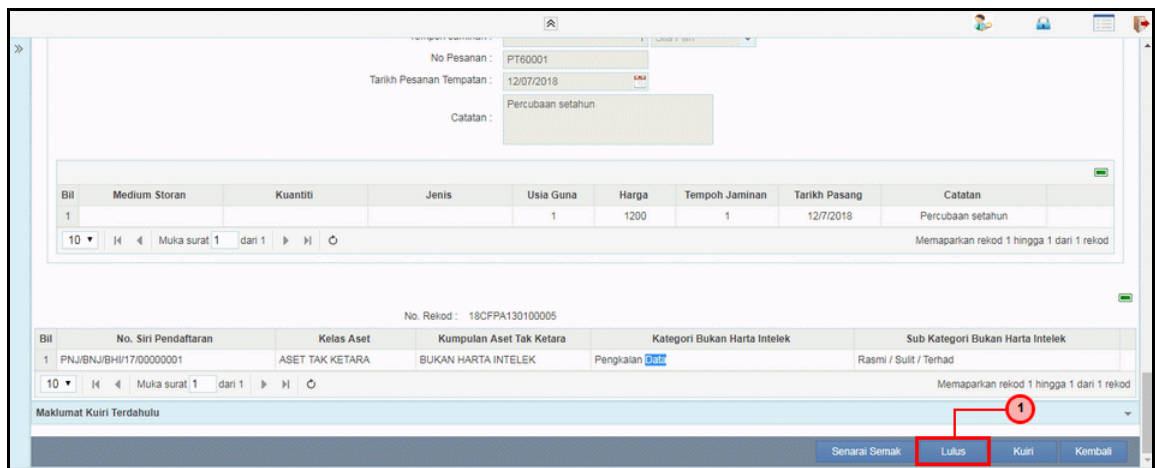 No Pesanan : PT60001
Tarikh Pesanan Tempatan : 12/07/2018
Catatan : Percubaan setahun
Bil Medium Storan Kuantiti Jenis Usia Guna Harga Tempoh Jaminan Tarikh Pasang Catatan
1 1 1200 1 12/7/2018 Percubaan setahun
10 Muka surat 1 dari 1 Memaparkan rekod 1 hingga 1 dari 1 rekod
No. Rekod : 18CFPA130100005
Bil No. Siri Pendaftaran Kelas Aset Kumpulan Aset Tak Ketara Kategori Bukan Harta Intelek Sub Kategori Bukan Harta Intelek
1 PNJ/BNJ/BHI/17/00000001 ASET TAK KETARA BUKAN HARTA INTELEK Pengkalan Data Rasmi / Sulit / Terhad
10 Muka surat 1 dari 1 Memaparkan rekod 1 hingga 1 dari 1 rekod
Maklumat Kuiri Terdahulu
1
Senarai Semak Lulus Kuiri Kembali